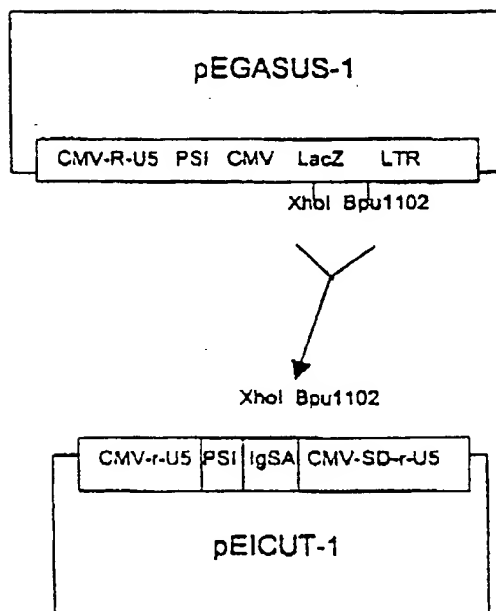 pEGASUS-1
CMV-R-U5 PSI CMV LacZ LTR
XhoI Bpu1102
XhoI Bpu1102
CMV-r-U5 PSI IgSA CMV-SD-r-U5
pEICUT-1